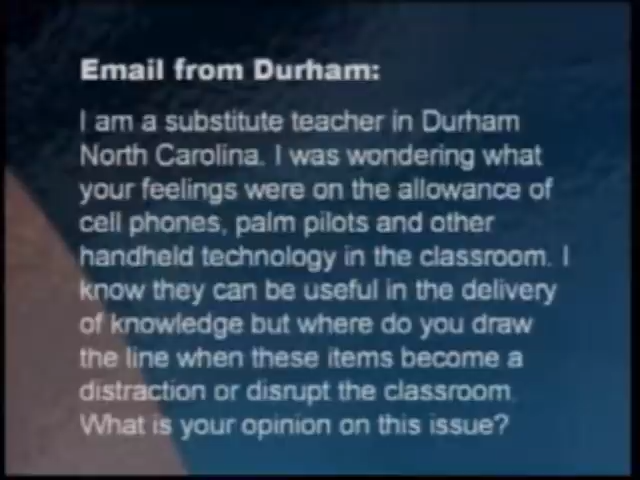 Email from Durham:
I am a substitute teacher in Durham
North Carolina. I was wondering what
your feelings were on the allowance of
cell phones, palm pilots and other
handheld technology in the classroom. I
know they can be useful in the delivery
of knowledge but where do you draw
the line when these items become a
distraction or disrupt the classroom.
What is your opinion on this issue?